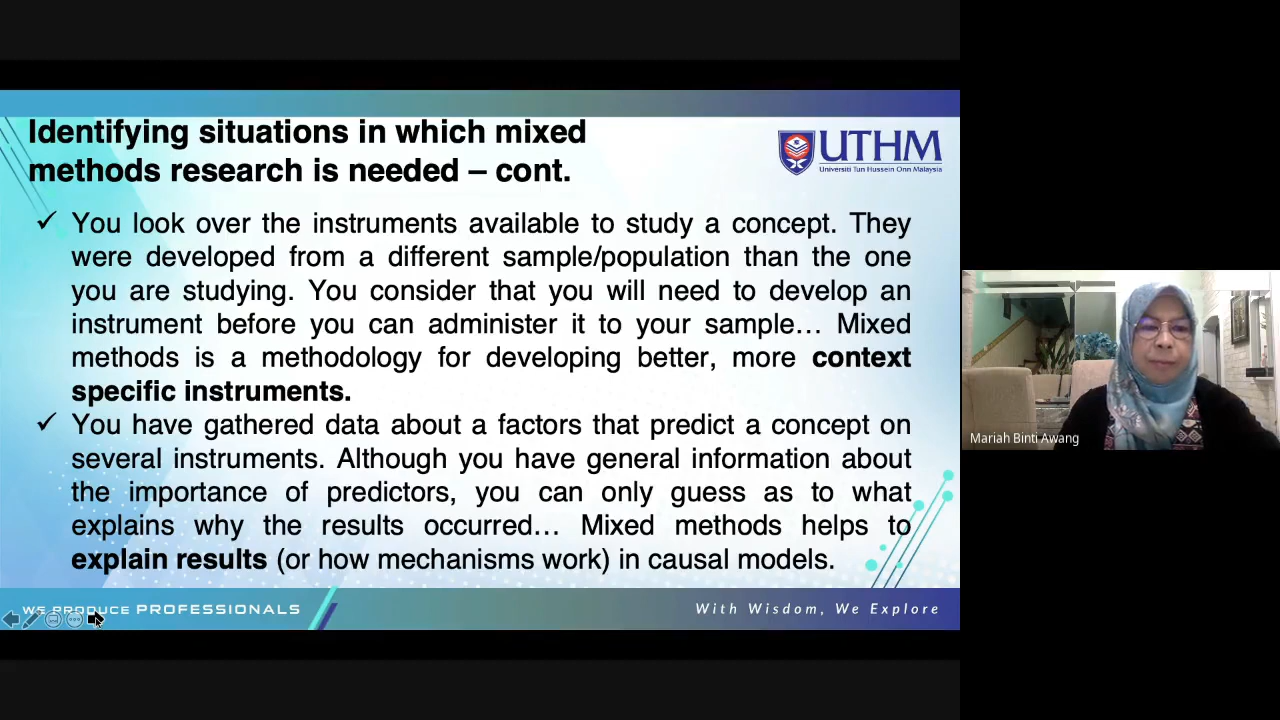 Identifying situations in which mixed
methods research is needed – cont.
UTHM
Universiti Tun Hussein Onn Malaysia
✓ You look over the instruments available to study a concept. They
were developed from a different sample/population than the one
you are studying. You consider that you will need to develop an
instrument before you can administer it to your sample… Mixed
methods is a methodology for developing better, more context
specific instruments.
✓ You have gathered data about a factors that predict a concept on
several instruments. Although you have general information about
the importance of predictors, you can only guess as to what
explains why the results occurred… Mixed methods helps to
explain results (or how mechanisms work) in causal models.
WE PRODUCE PROFESSIONALS
With Wisdom, We Explore
Mariah Binti Awang